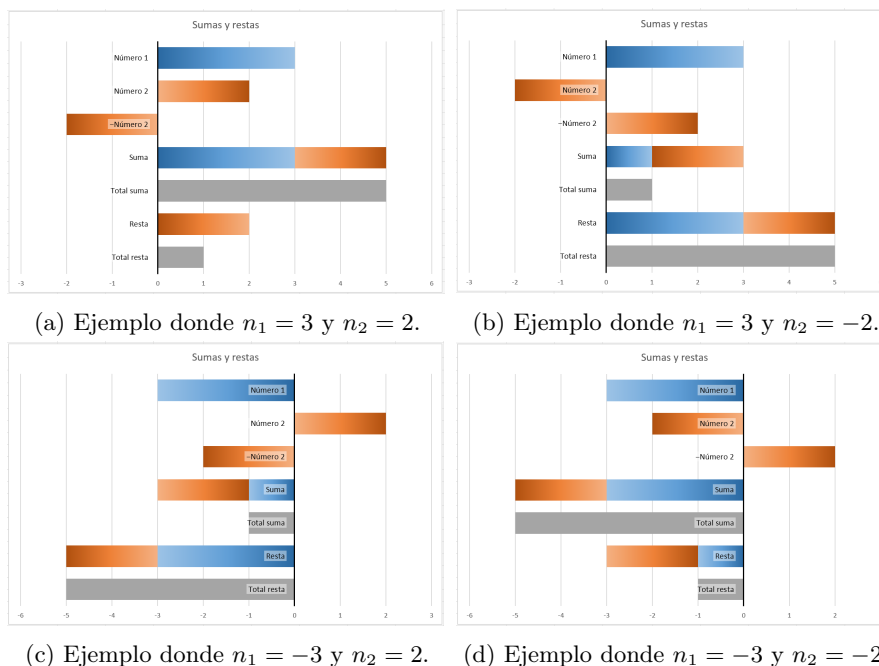 Sumas y restas
Número 1
Número 2
–Número 2
Suma
Total suma
Resta
Total resta
-3 -2 -1 0 1 2 3 4 5 6
(a) Ejemplo donde n₁ = 3 y n₂ = 2.
Sumas y restas
Número 1
Número 2
–Número 2
Suma
Total suma
Resta
Total resta
-3 -2 -1 0 1 2 3 4 5
(b) Ejemplo donde n₁ = 3 y n₂ = −2.
Sumas y restas
Número 1
Número 2
–Número 2
Suma
Total suma
Resta
Total resta
-6 -5 -4 -3 -2 -1 0 1 2 3
(c) Ejemplo donde n₁ = −3 y n₂ = 2.
Sumas y restas
Número 1
Número 2
–Número 2
Suma
Total suma
Resta
Total resta
-6 -5 -4 -3 -2 -1 0 1 2
(d) Ejemplo donde n₁ = −3 y n₂ = −2